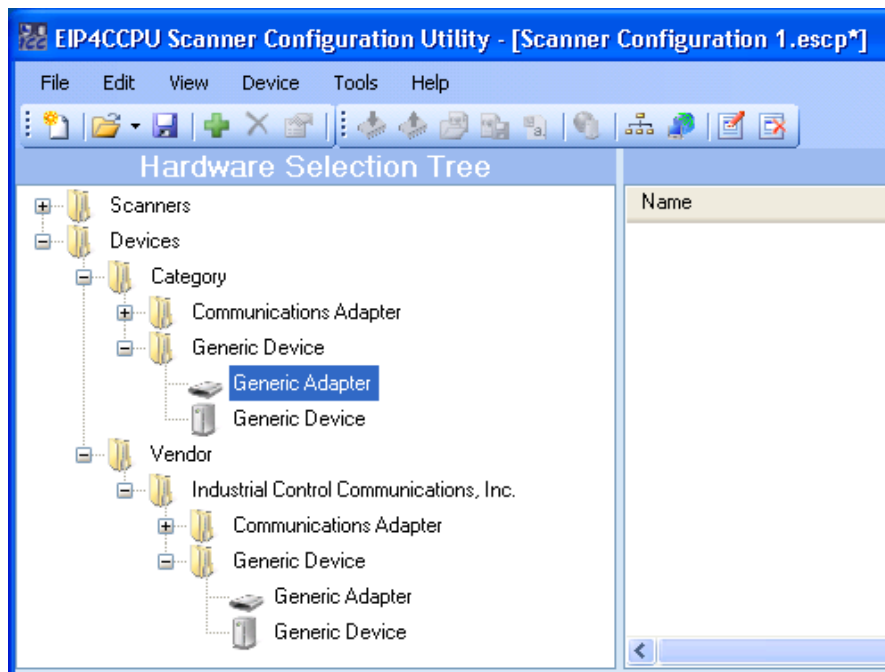 EIP4CCPU Scanner Configuration Utility - [Scanner Configuration 1.escp*]
File Edit View Device Tools Help
Hardware Selection Tree
Scanners
Name
Devices
Category
Communications Adapter
Generic Device
Generic Adapter
Generic Device
Vendor
Industrial Control Communications, Inc.
Communications Adapter
Generic Device
Generic Adapter
Generic Device